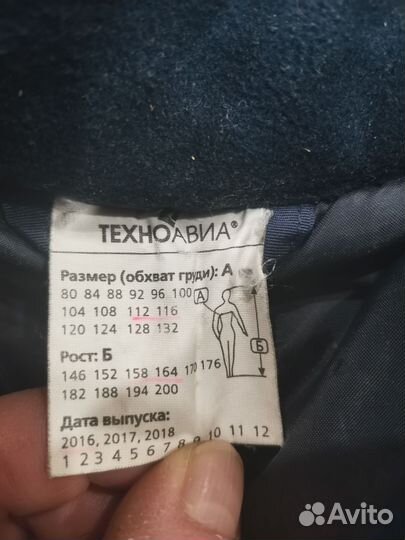 ТЕХНОАВИА®
Размер (обхват груди): А
80 84 88 92 96 100
104 108 112 116
120 124 128 132
А
Б
Рост: Б
146 152 158 164 170 176
182 188 194 200
Дата выпуска:
2016, 2017, 2018
1 2 3 4 5 6 7 8 9 10 11 12
Avito